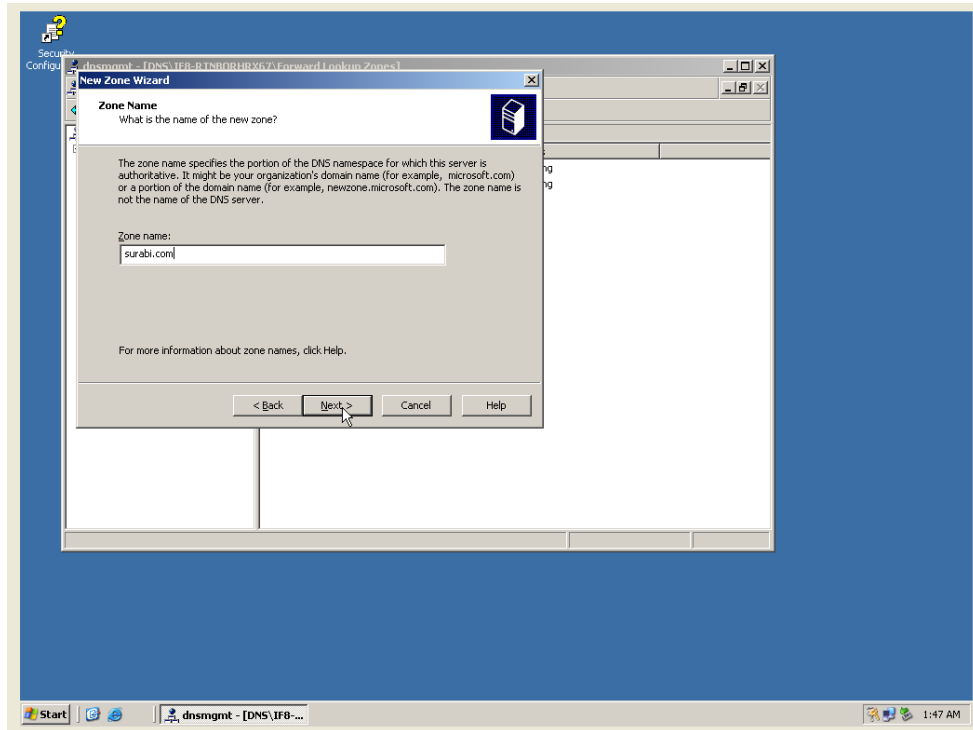 Security
Configu
dnsmgmt - [DNS\IF8-RTNBORHRX67\Forward Lookup Zones]
New Zone Wizard
Zone Name
What is the name of the new zone?
The zone name specifies the portion of the DNS namespace for which this server is
authoritative. It might be your organization's domain name (for example, microsoft.com)
or a portion of the domain name (for example, newzone.microsoft.com). The zone name is
not the name of the DNS server.
ng
ng
Zone name:
surabi.com
For more information about zone names, click Help.
< Back Next > Cancel Help
Start dnsmgmt - [DNS\IF8-... 1:47 AM